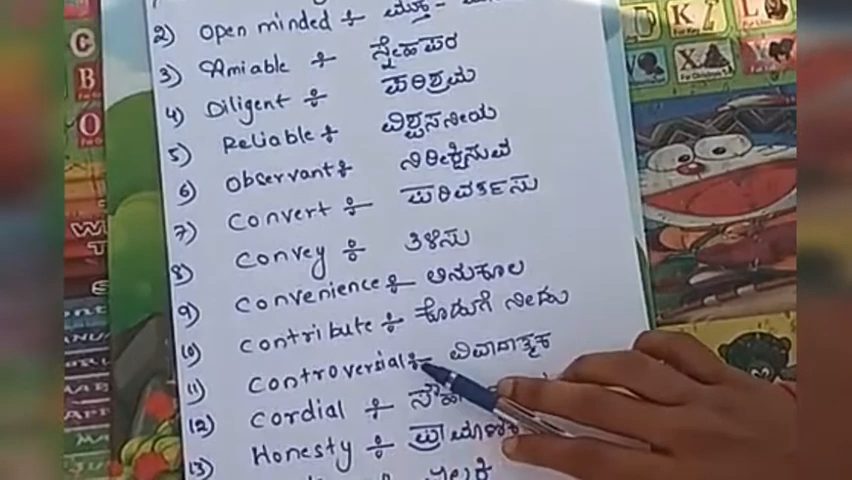 2) Open minded ÷ ಮುಕ್ತ -
3) Amiable ÷ ಸ್ನೇಹಪರ
4) Diligent ÷ ಪರಿಶ್ರಮ
5) Reliable ÷ ವಿಶ್ವಸನೀಯ
6) Observant ÷ ನಿರೀಕ್ಷಿಸುವ
7) Convert ÷ ಪರಿವರ್ತಿಸು
8) Convey ÷ ತಿಳಿಸು
9) Convenience ÷ ಅನುಕೂಲ
10) Contribute ÷ ಕೊಡುಗೆ ನೀಡು
11) Controversial ÷ ವಿವಾದಾತ್ಮಕ
12) Cordial ÷
13) Honesty ÷